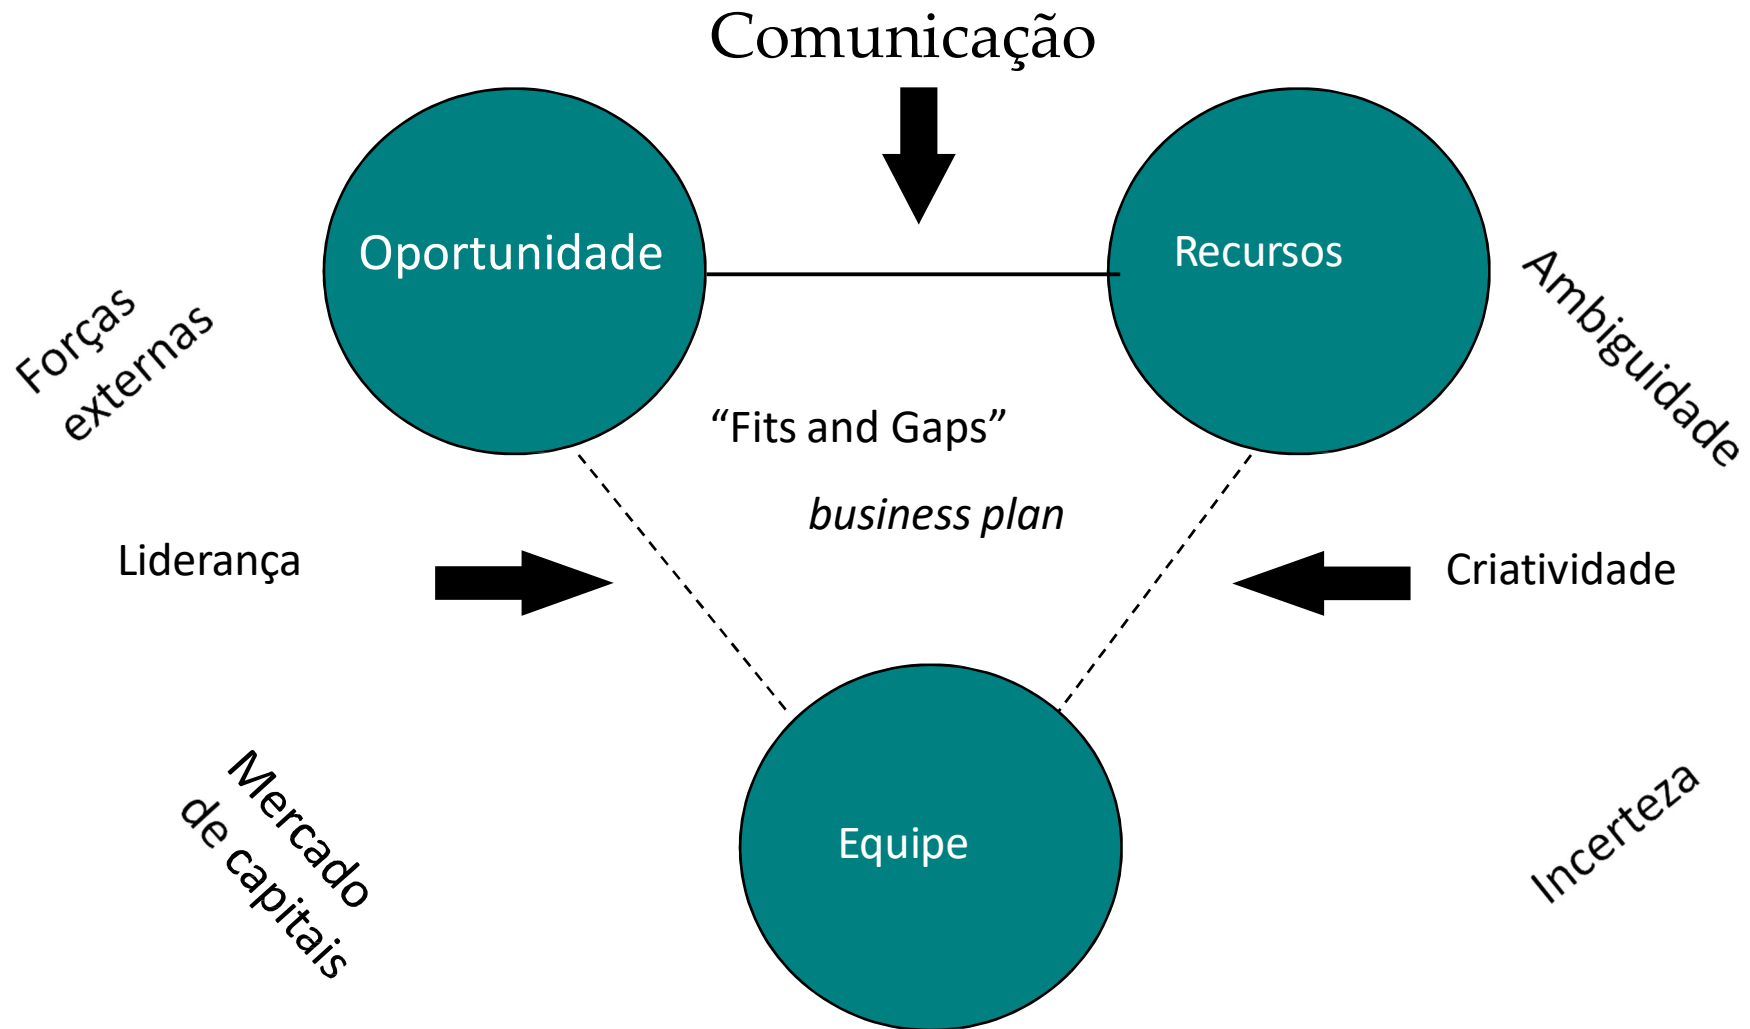 Comunicação
Oportunidade
Recursos
Forças
externas
Ambiguidade
“Fits and Gaps”
business plan
Liderança
Criatividade
Mercado
de capitais
Equipe
Incerteza